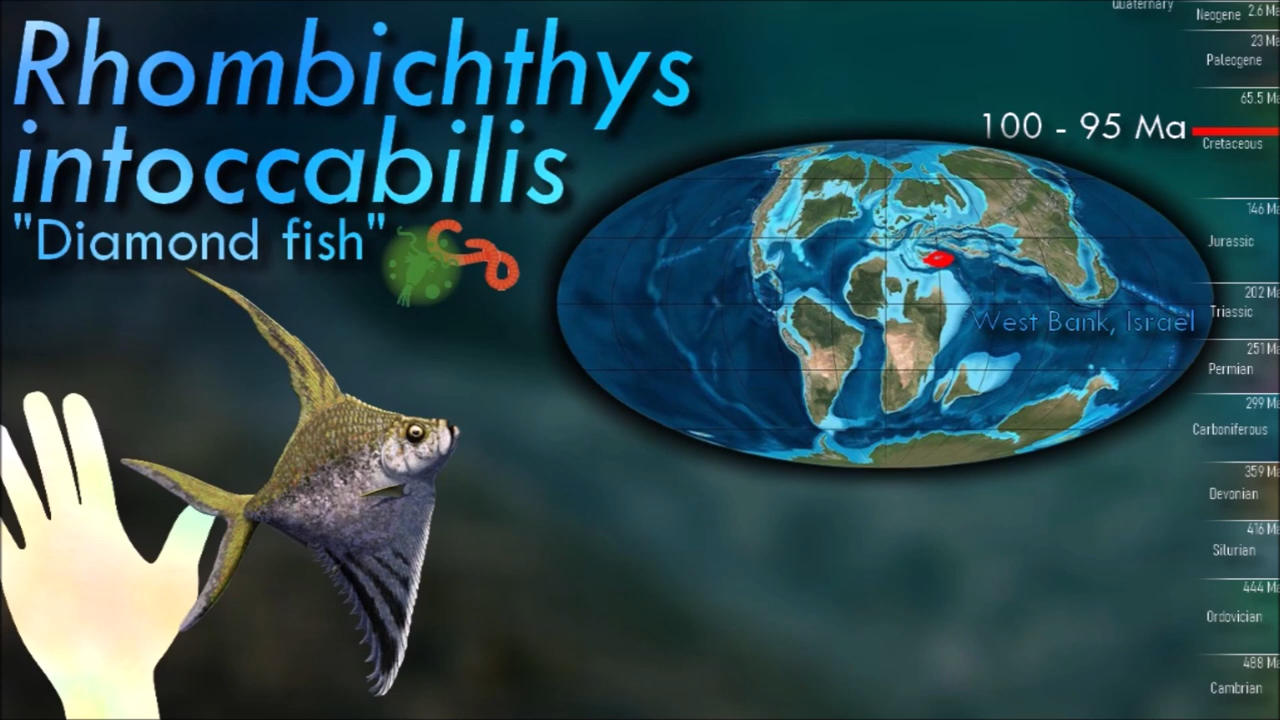 Rhombichthys
intoccabilis
"Diamond fish"
100 - 95 Ma
West Bank, Israel
quaternary
Neogene 2.6 Ma
23 Ma
Paleogene
65.5 Ma
Cretaceous
146 Ma
Jurassic
202 Ma
Triassic
251 Ma
Permian
299 Ma
Carboniferous
359 Ma
Devonian
416 Ma
Silurian
444 Ma
Ordovician
488 Ma
Cambrian